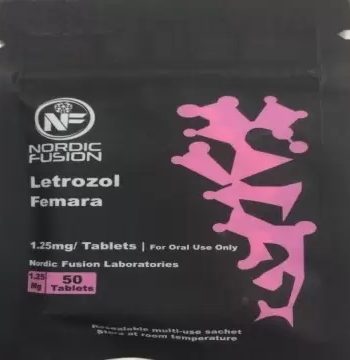 NF
NORDIC
FUSION
Letrozol
Femara
1.25mg/ Tablets | For Oral Use Only
Nordic Fusion Laboratories
1.25 Mg
50 Tablets
Resealable multi-use sachet
Store at room temperature